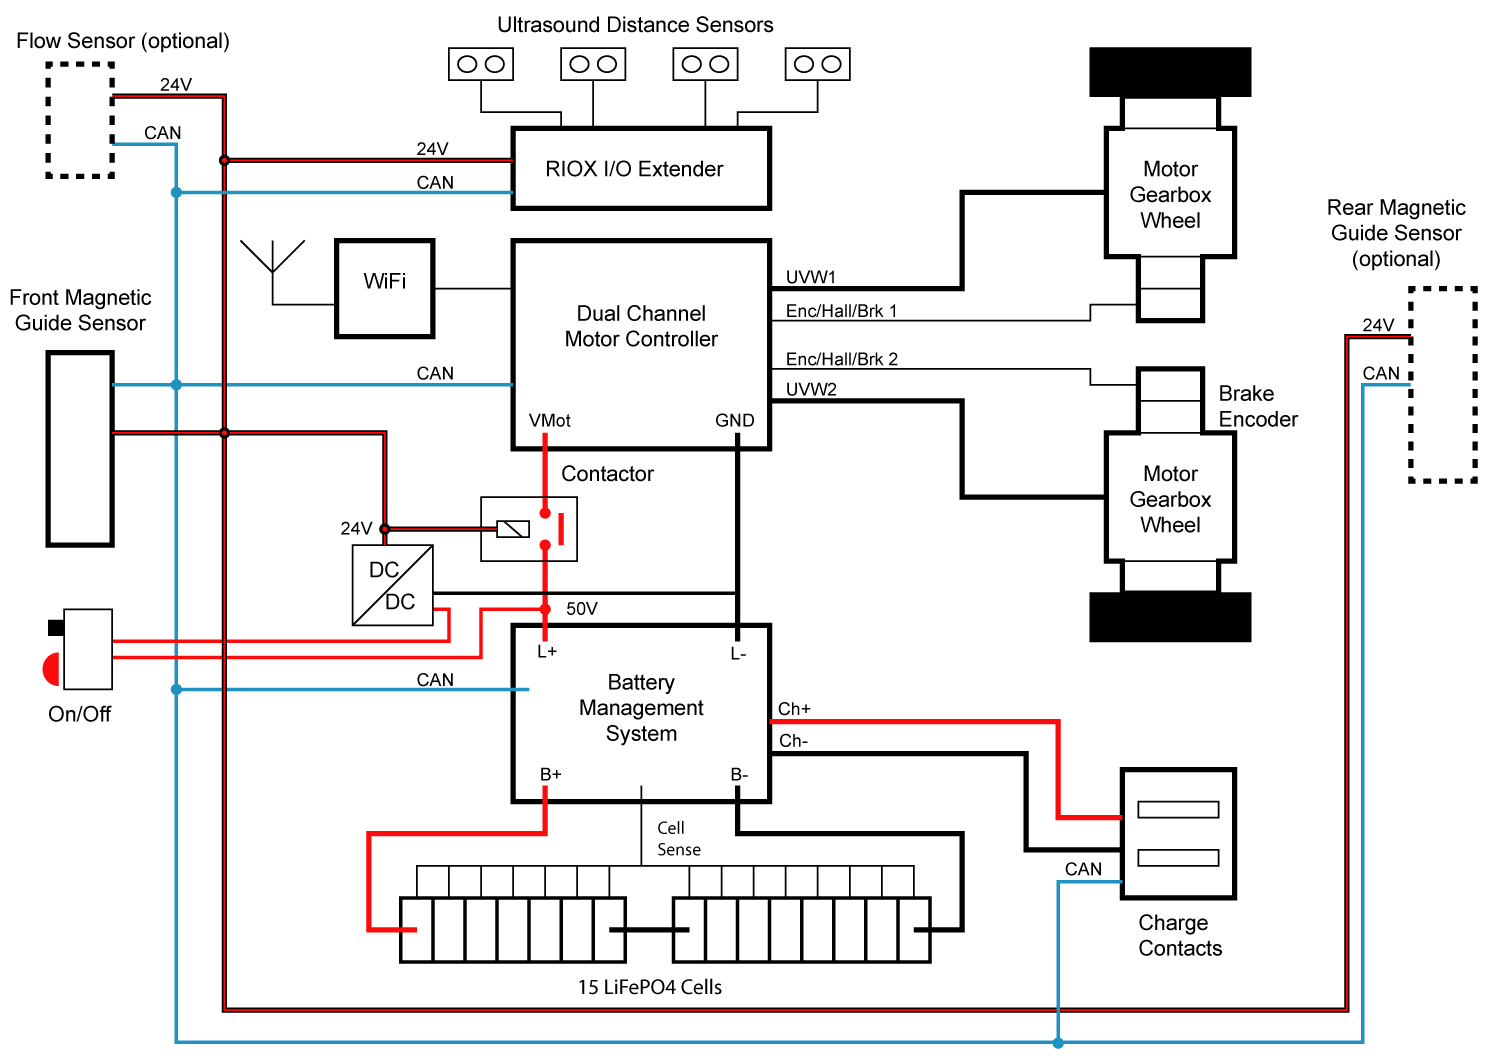 Ultrasound Distance Sensors
Flow Sensor (optional)
24V
CAN
24V
CAN
RIOX I/O Extender
Motor
Gearbox
Wheel
Rear Magnetic
Guide Sensor
(optional)
WiFi
Front Magnetic
Guide Sensor
Dual Channel
Motor Controller
UVW1
Enc/Hall/Brk 1
Enc/Hall/Brk 2
UVW2
24V
CAN
CAN
VMot
GND
Brake
Encoder
Contactor
Motor
Gearbox
Wheel
24V
DC
DC
50V
L+
L-
On/Off
CAN
Battery
Management
System
Ch+
Ch-
B+
B-
Cell
Sense
CAN
Charge
Contacts
15 LiFePO4 Cells